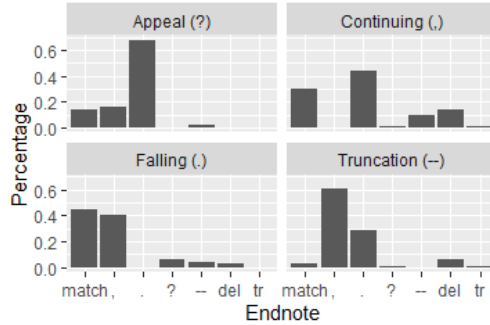 Appeal (?) Continuing (,)
0.6
0.4
0.2
0.0
Percentage
Falling (.) Truncation (--)
0.6
0.4
0.2
0.0
match , . ? -- del tr match , . ? -- del tr
Endnote